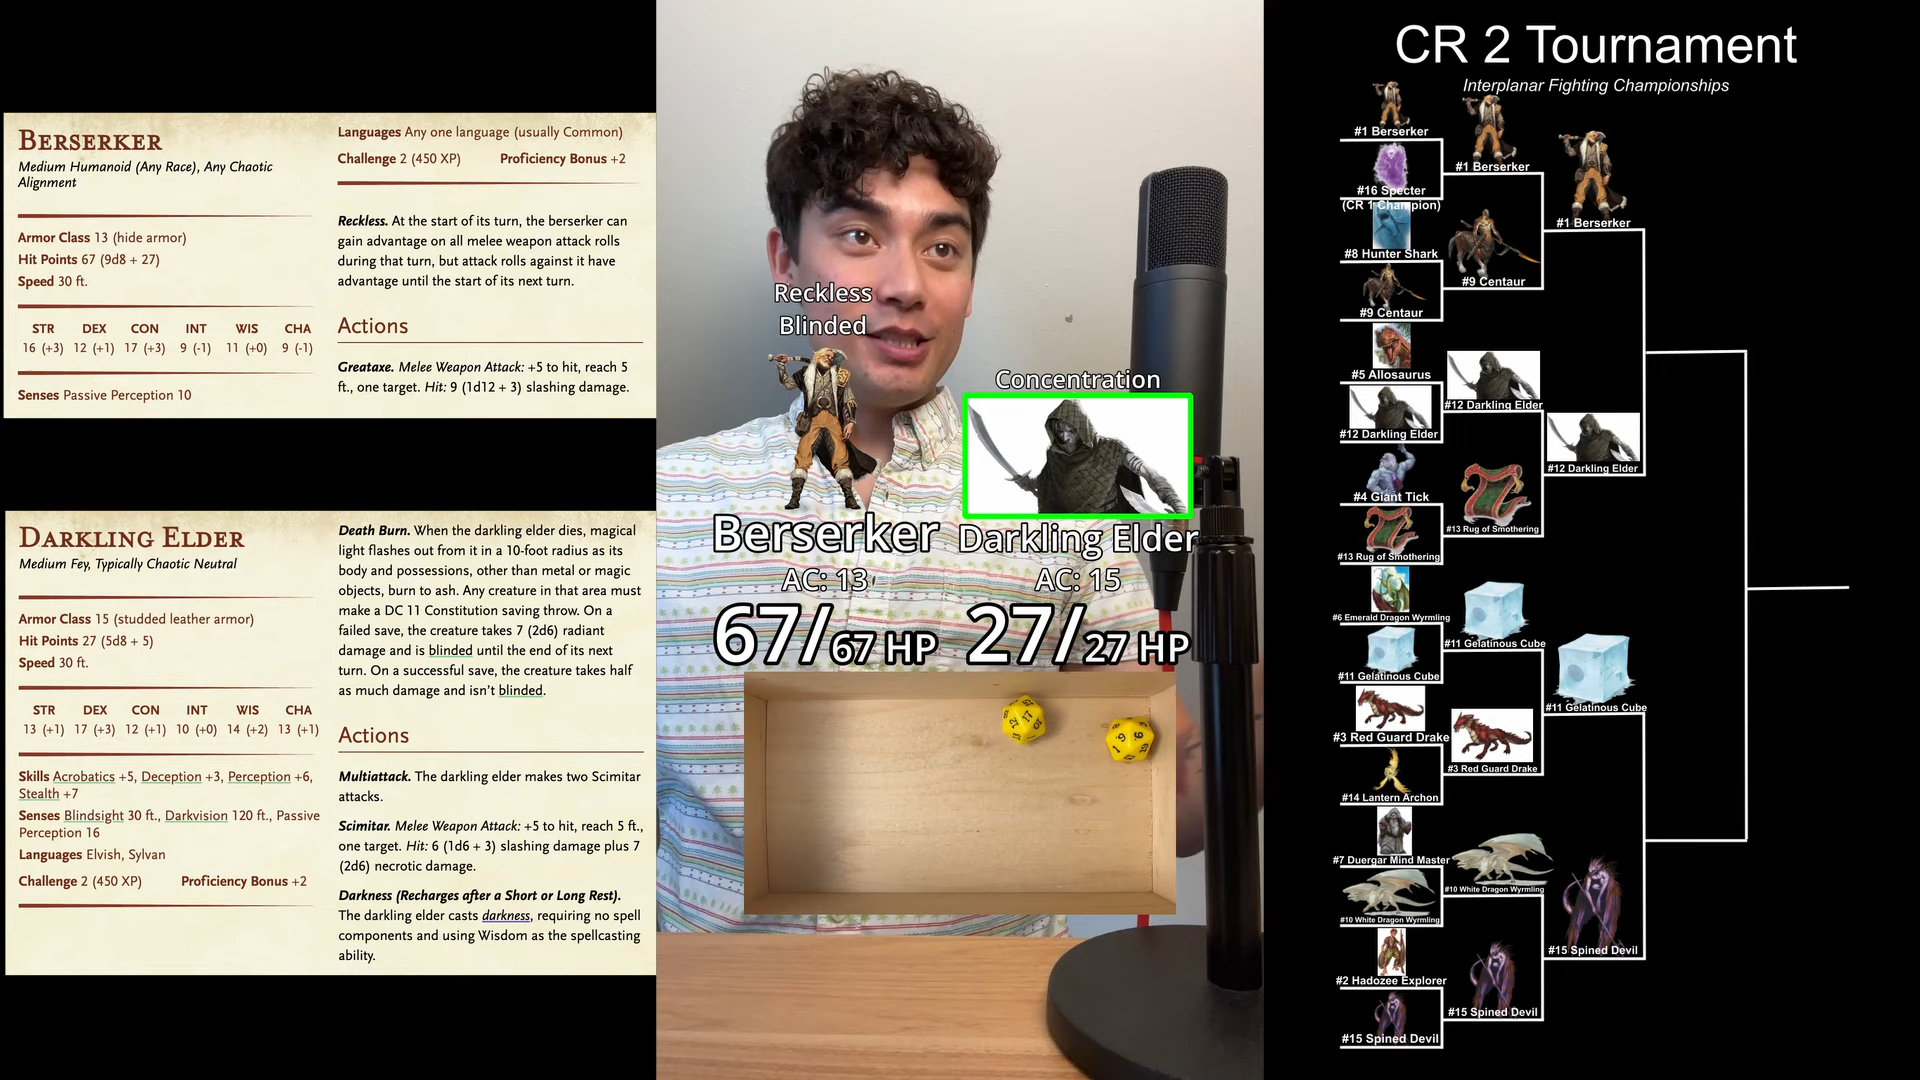 BERSERKER
Medium Humanoid (Any Race), Any Chaotic
Alignment
Armor Class 13 (hide armor)
Hit Points 67 (9d8 + 27)
Speed 30 ft.
STR DEX CON INT WIS CHA
16 (+3) 12 (+1) 17 (+3) 9 (-1) 11 (+0) 9 (-1)
Senses Passive Perception 10
Languages Any one language (usually Common)
Challenge 2 (450 XP) Proficiency Bonus +2
Reckless. At the start of its turn, the berserker can
gain advantage on all melee weapon attack rolls
during that turn, but attack rolls against it have
advantage until the start of its next turn.
Actions
Greataxe. Melee Weapon Attack: +5 to hit, reach 5
ft., one target. Hit: 9 (1d12 + 3) slashing damage.
DARKLING ELDER
Medium Fey, Typically Chaotic Neutral
Armor Class 15 (studded leather armor)
Hit Points 27 (5d8 + 5)
Speed 30 ft.
STR DEX CON INT WIS CHA
13 (+1) 17 (+3) 12 (+1) 10 (+0) 14 (+2) 13 (+1)
Skills Acrobatics +5, Deception +3, Perception +6,
Stealth +7
Senses Blindsight 30 ft., Darkvision 120 ft., Passive
Perception 16
Languages Elvish, Sylvan
Challenge 2 (450 XP) Proficiency Bonus +2
Death Burn. When the darkling elder dies, magical
light flashes out from it in a 10-foot radius as its
body and possessions, other than metal or magic
objects, burn to ash. Any creature in that area must
make a DC 11 Constitution saving throw. On a
failed save, the creature takes 7 (2d6) radiant
damage and is blinded until the end of its next
turn. On a successful save, the creature takes half
as much damage and isn't blinded.
Actions
Multiattack. The darkling elder makes two Scimitar
attacks.
Scimitar. Melee Weapon Attack: +5 to hit, reach 5 ft.,
one target. Hit: 6 (1d6 + 3) slashing damage plus 7
(2d6) necrotic damage.
Darkness (Recharges after a Short or Long Rest).
The darkling elder casts darkness, requiring no spell
components and using Wisdom as the spellcasting
ability.
Reckless
Blinded
Concentration
Berserker
AC: 13
67/67 HP
Darkling Elder
AC: 15
27/27 HP
CR 2 Tournament
Interplanar Fighting Championships
#1 Berserker
#16 Specter
(CR 1 Champion)
#8 Hunter Shark
#9 Centaur
#5 Allosaurus
#12 Darkling Elder
#4 Giant Tick
#13 Rug of Smothering
#6 Emerald Dragon Wyrmling
#11 Gelatinous Cube
#3 Red Guard Drake
#14 Lantern Archon
#7 Duergar Mind Master
#10 White Dragon Wyrmling
#2 Hadozee Explorer
#15 Spined Devil
#1 Berserker
#9 Centaur
#12 Darkling Elder
#13 Rug of Smothering
#11 Gelatinous Cube
#3 Red Guard Drake
#10 White Dragon Wyrmling
#15 Spined Devil
#1 Berserker
#12 Darkling Elder
#11 Gelatinous Cube
#15 Spined Devil